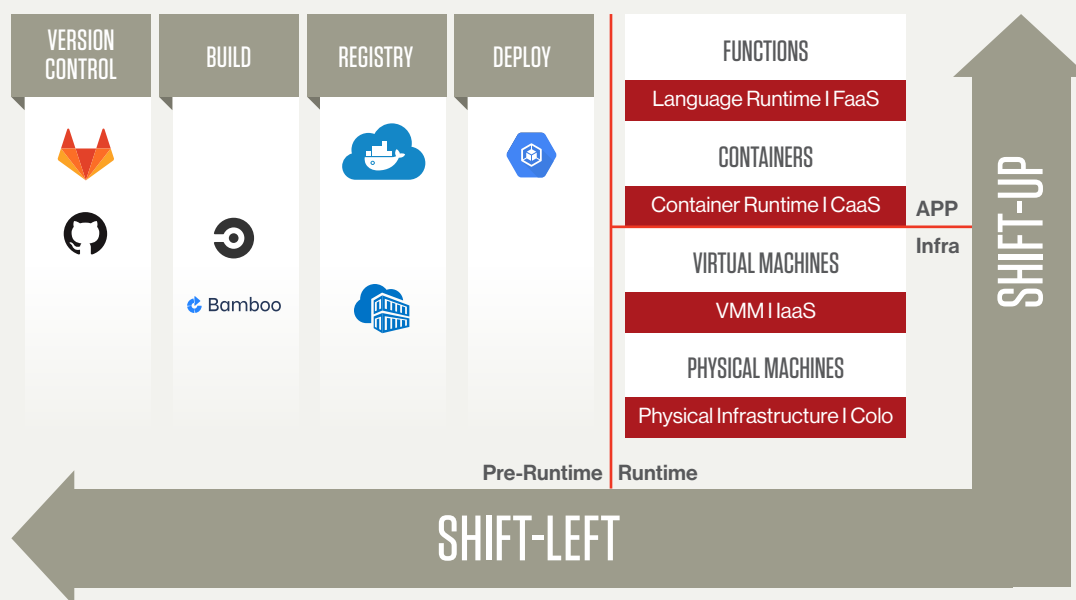 VERSION
CONTROL
BUILD
REGISTRY
DEPLOY
Bamboo
FUNCTIONS
Language Runtime I FaaS
CONTAINERS
Container Runtime I CaaS
APP
Infra
VIRTUAL MACHINES
VMM I IaaS
PHYSICAL MACHINES
Physical Infrastructure I Colo
Pre-Runtime
Runtime
SHIFT-UP
SHIFT-LEFT